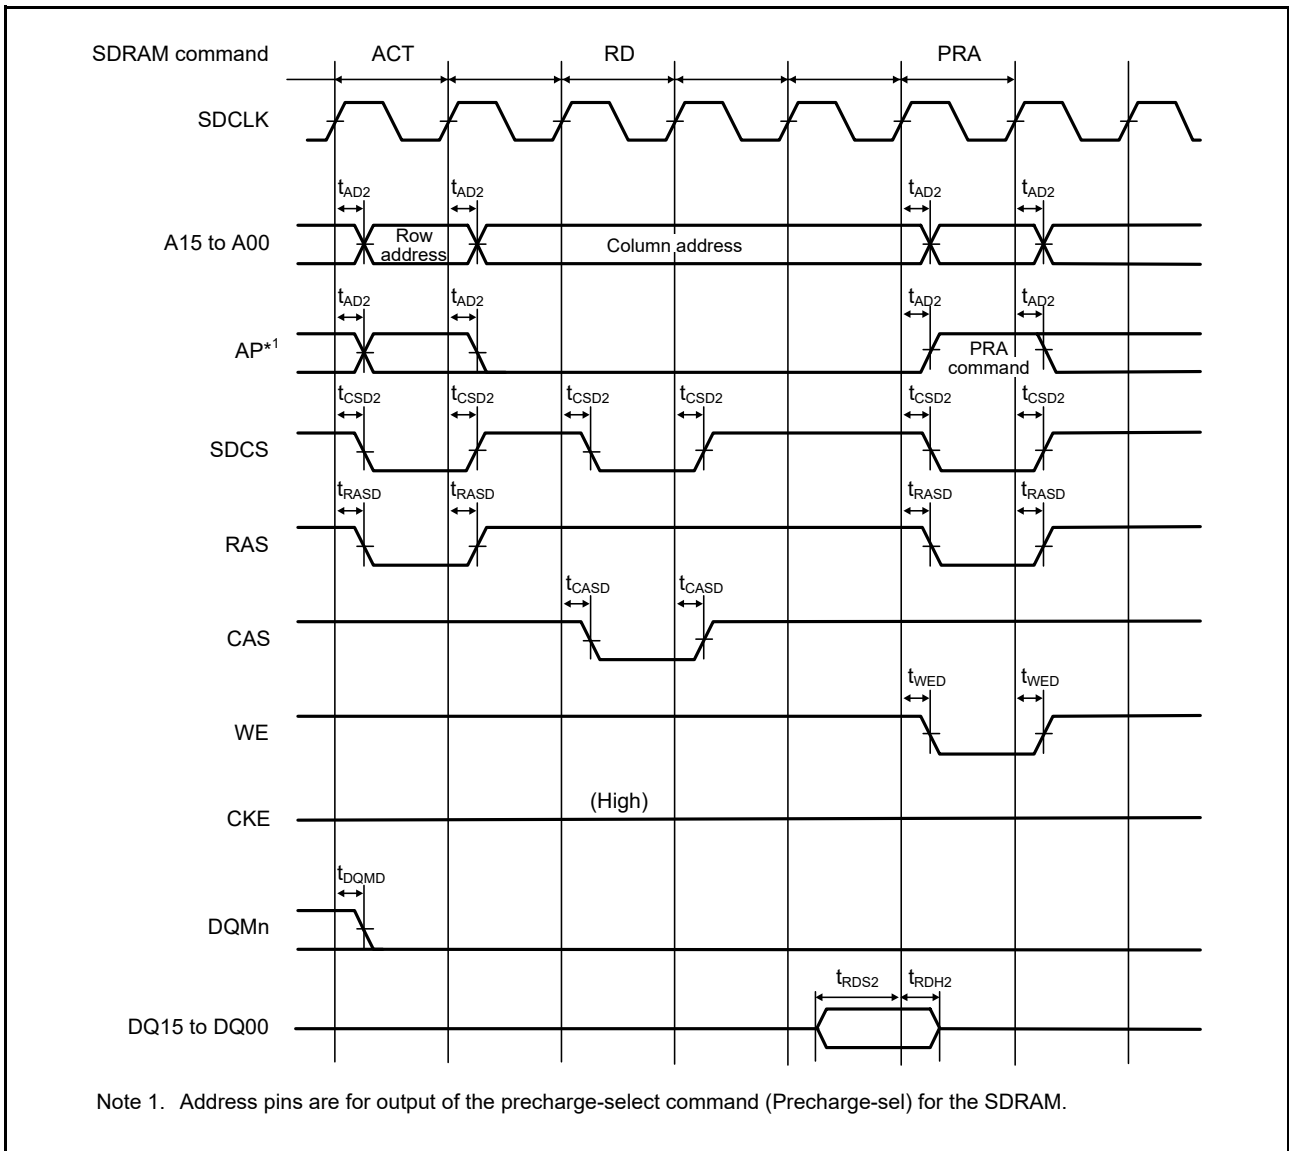 SDRAM command ACT RD PRA
SDCLK
tAD2 tAD2 tAD2 tAD2
A15 to A00 Row address Column address
tAD2 tAD2 tAD2 tAD2
AP*1 PRA command
tCSD2 tCSD2 tCSD2 tCSD2 tCSD2 tCSD2
SDCS
tRASD tRASD tRASD tRASD
RAS
tCASD tCASD
CAS
tWED tWED
WE
(High)
CKE
tDQMD
DQMn
tRDS2 tRDH2
DQ15 to DQ00
Note 1. Address pins are for output of the precharge-select command (Precharge-sel) for the SDRAM.